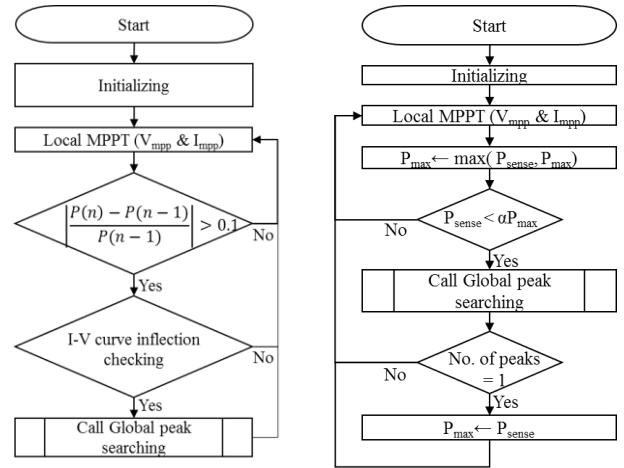 Start
Initializing
Local MPPT (Vmpp & Impp)
|P(n) − P(n − 1) / P(n − 1)| > 0.1
No
Yes
I-V curve inflection
checking
No
Yes
Call Global peak
searching
Start
Initializing
Local MPPT (Vmpp & Impp)
Pmax← max( Psense, Pmax)
Psense< αPmax
No
Yes
Call Global peak
searching
No. of peaks
= 1
No
Yes
Pmax← Psense